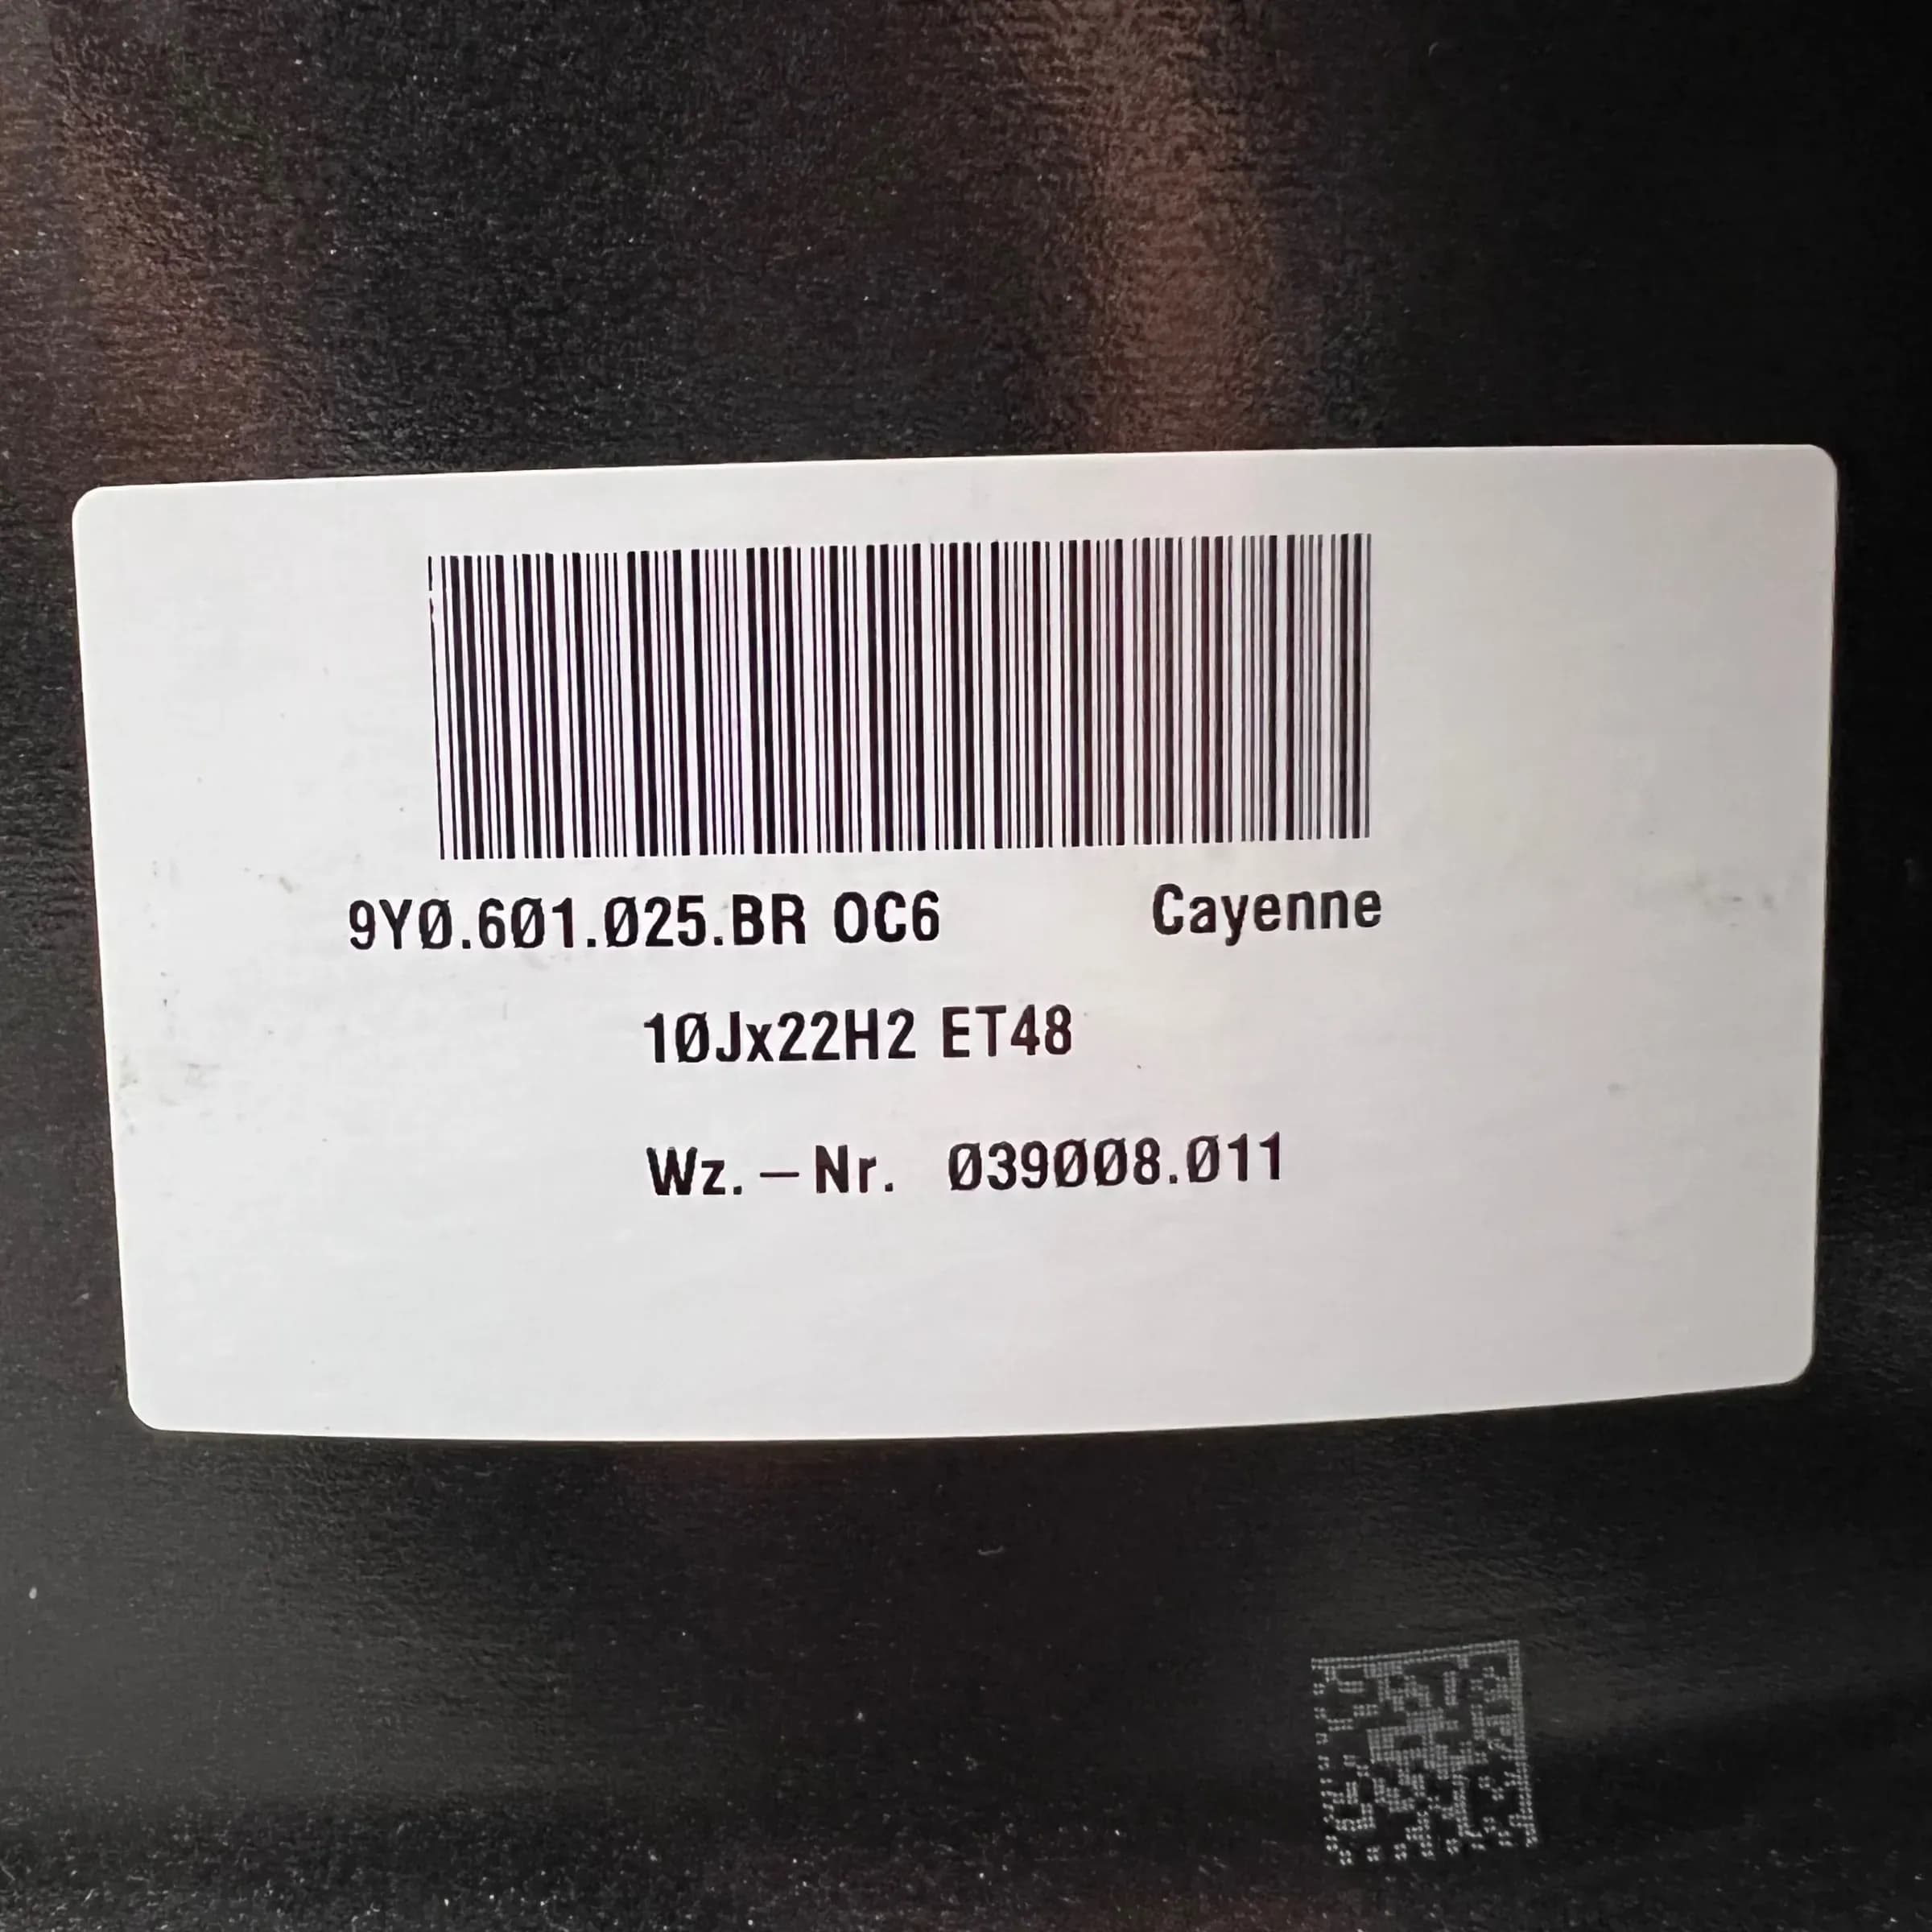 9Y0.601.025.BR OC6 Cayenne
10Jx22H2 ET48
Wz.-Nr. 039008.011